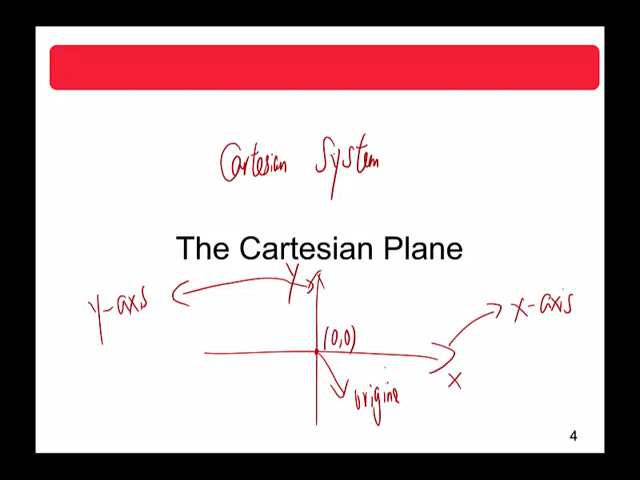 Cartesian System
The Cartesian Plane
Y
Y-axis
X-axis
(0,0)
X
origine
4